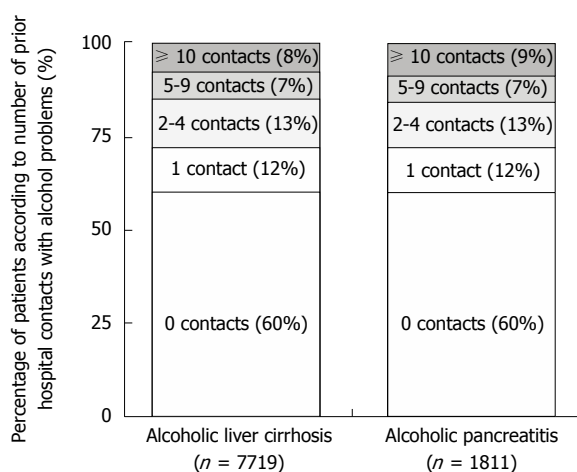 Percentage of patients according to number of prior
hospital contacts with alcohol problems (%)
100
75
50
25
0
⩾ 10 contacts (8%)
5-9 contacts (7%)
2-4 contacts (13%)
1 contact (12%)
0 contacts (60%)
⩾ 10 contacts (9%)
5-9 contacts (7%)
2-4 contacts (13%)
1 contact (12%)
0 contacts (60%)
Alcoholic liver cirrhosis
(n = 7719)
Alcoholic pancreatitis
(n = 1811)